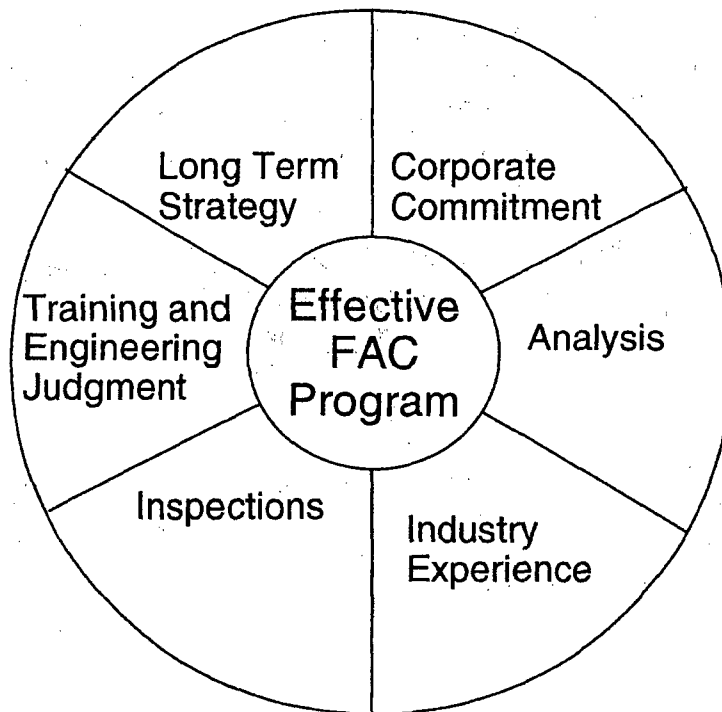 Long Term
Strategy
Corporate
Commitment
Training and
Engineering
Judgment
Effective
FAC
Program
Analysis
Inspections
Industry
Experience